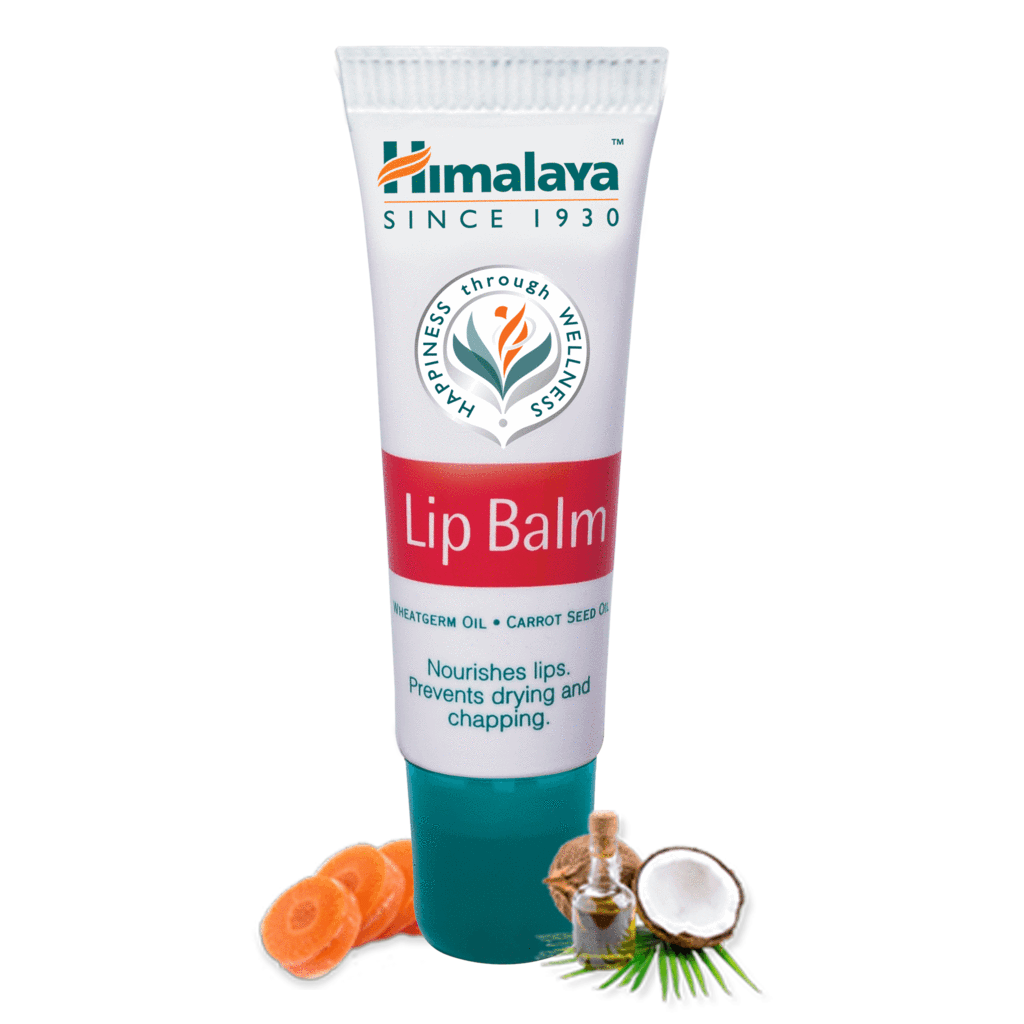 Himalaya™
SINCE 1930
HAPPINESS through WELLNESS
Lip Balm
WHEATGERM OIL • CARROT SEED OIL
Nourishes lips.
Prevents drying and
chapping.